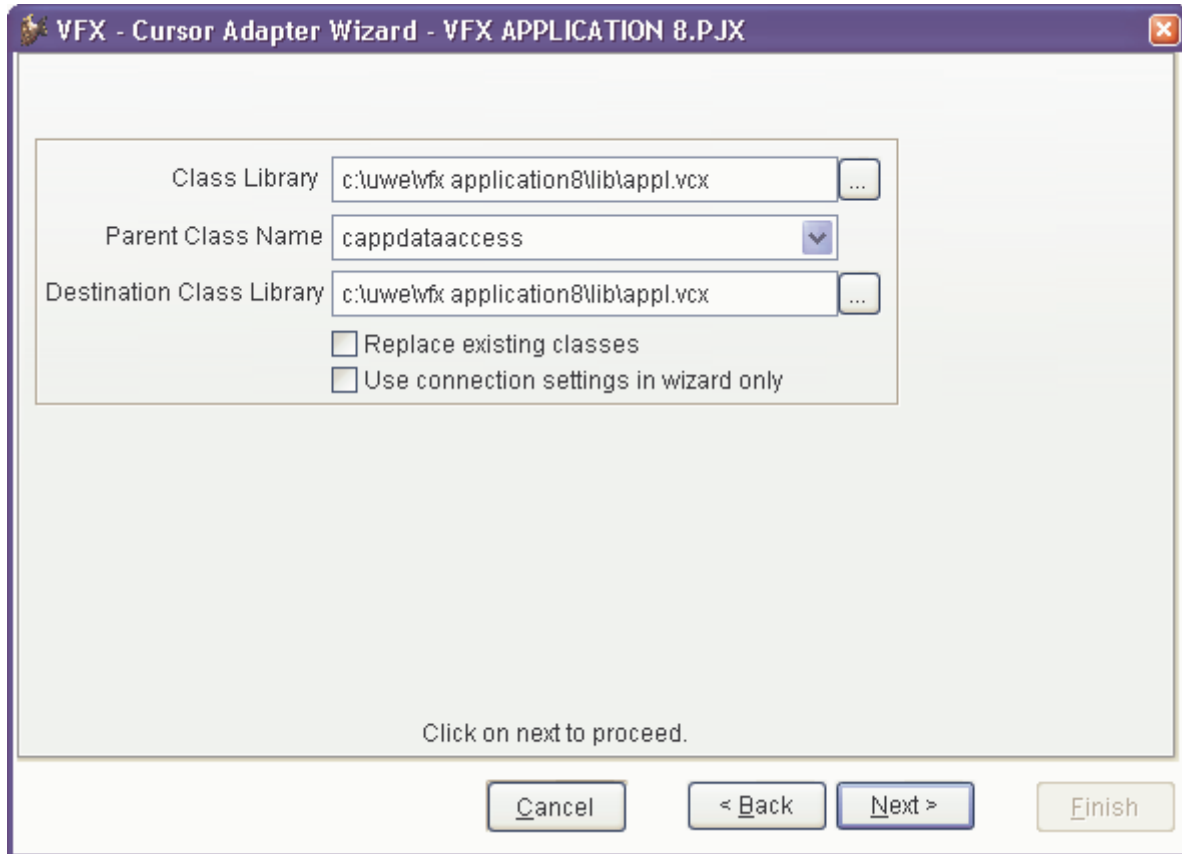 VFX - Cursor Adapter Wizard - VFX APPLICATION 8.PJX
Class Library c:\uwe\vfx application8\lib\appl.vcx ...
Parent Class Name cappdataaccess
Destination Class Library c:\uwe\vfx application8\lib\appl.vcx ...
Replace existing classes
Use connection settings in wizard only
Click on next to proceed.
Cancel < Back Next > Finish